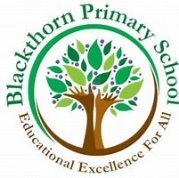 Blackthorn Primary School
Educational Excellence For All